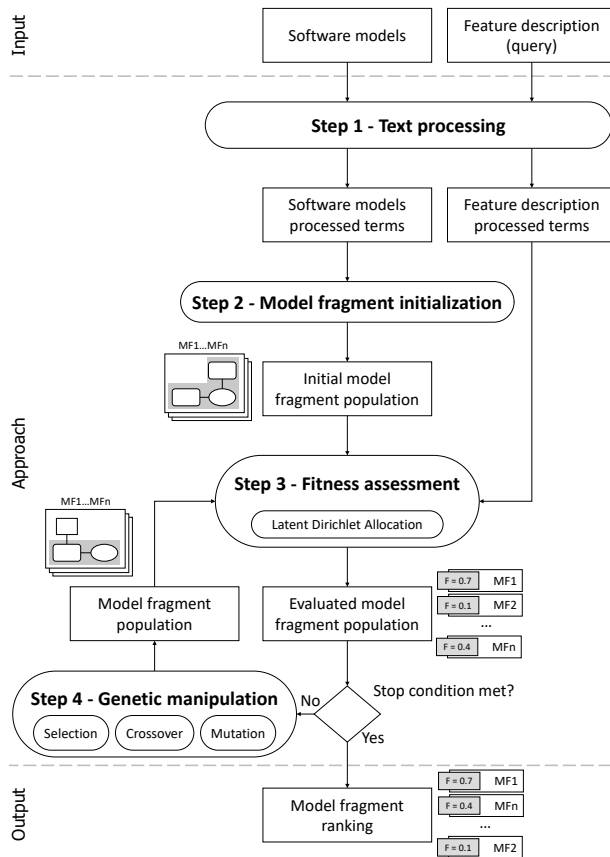 Input
Software models
Feature description
(query)
Step 1 - Text processing
Software models
processed terms
Feature description
processed terms
Step 2 - Model fragment initialization
MF1...MFn
Initial model
fragment population
Approach
Step 3 - Fitness assessment
Latent Dirichlet Allocation
MF1...MFn
Model fragment
population
Evaluated model
fragment population
F = 0.7 MF1
F = 0.1 MF2
...
F = 0.4 MFn
Step 4 - Genetic manipulation
Selection Crossover Mutation
No
Stop condition met?
Yes
Output
Model fragment
ranking
F = 0.7 MF1
F = 0.4 MFn
...
F = 0.1 MF2